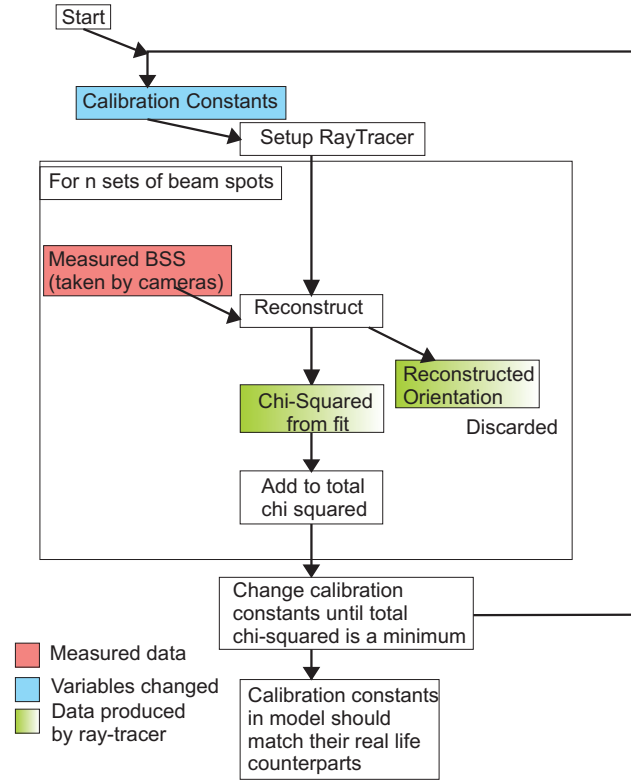 Start
Calibration Constants
Setup RayTracer
For n sets of beam spots
Measured BSS
(taken by cameras)
Reconstruct
Reconstructed
Orientation
Discarded
Chi-Squared
from fit
Add to total
chi squared
Change calibration
constants until total
chi-squared is a minimum
Measured data
Variables changed
Data produced
by ray-tracer
Calibration constants
in model should
match their real life
counterparts